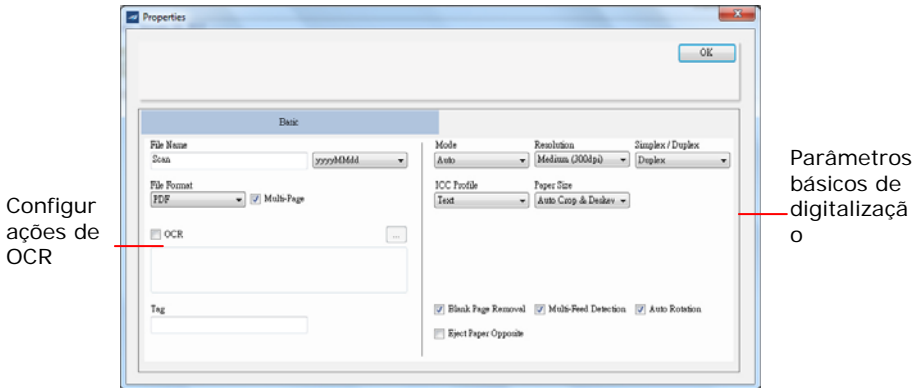 Properties
OK
Basic
File Name
Scan
yyyyMMdd
File Format
PDF
Multi-Page
OCR
...
Tag
Mode
Resolution
Simplex / Duplex
Auto
Medium (300dpi)
Duplex
ICC Profile
Paper Size
Text
Auto Crop & Deskew
Blank Page Removal
Multi-Feed Detection
Auto Rotation
Eject Paper Opposite
Configur
ações de
OCR
Parâmetros
básicos de
digitalizaçã
o